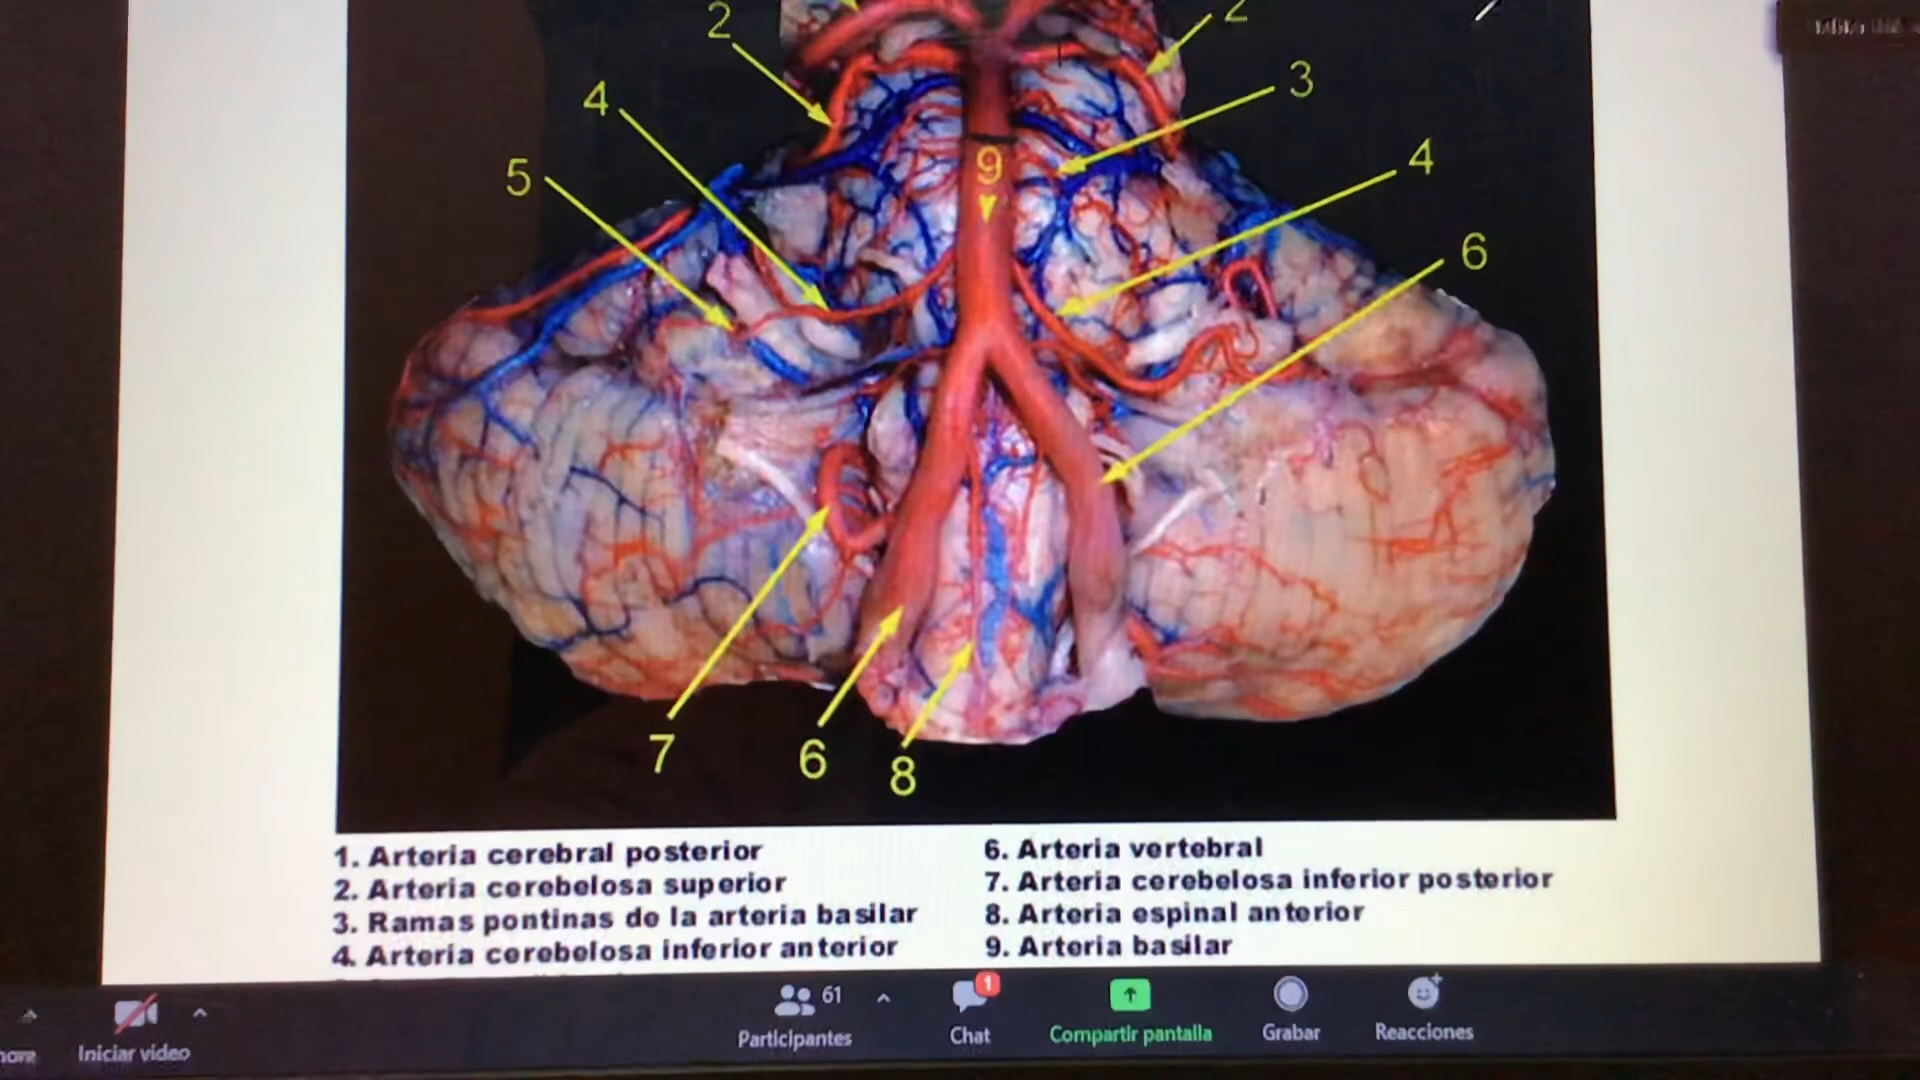 2
2
4
3
9
4
5
6
7
6
8
1. Arteria cerebral posterior
2. Arteria cerebelosa superior
3. Ramas pontinas de la arteria basilar
4. Arteria cerebelosa inferior anterior
6. Arteria vertebral
7. Arteria cerebelosa inferior posterior
8. Arteria espinal anterior
9. Arteria basilar
Iniciar video
61
Participantes
1
Chat
Compartir pantalla
Grabar
Reacciones